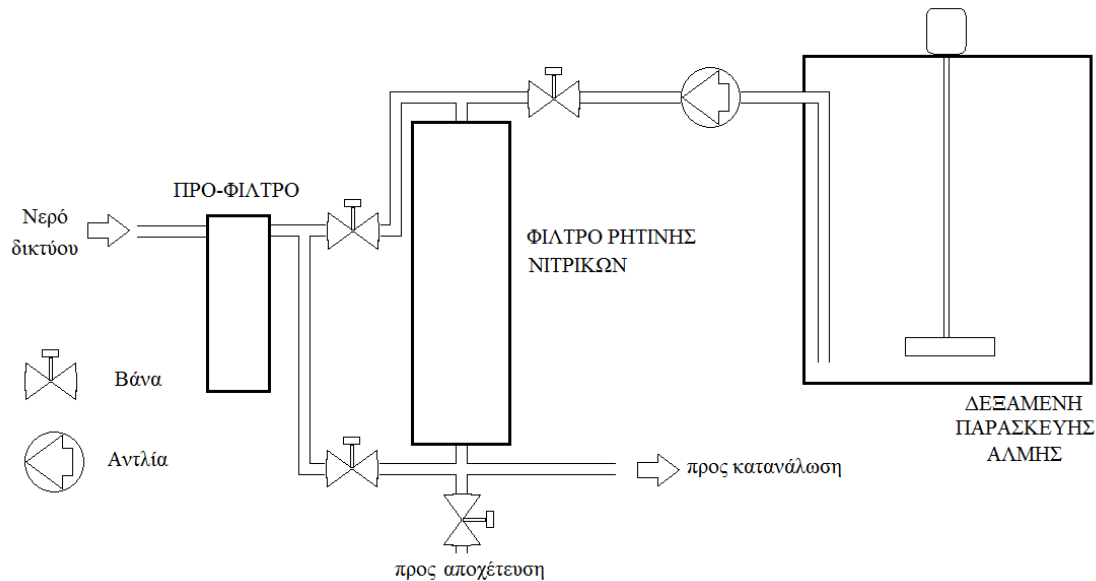 ΠΡΟ-ΦΙΛΤΡΟ
Νερό
δικτύου
ΦΙΛΤΡΟ ΡΗΤΙΝΗΣ
ΝΙΤΡΙΚΩΝ
Βάνα
Αντλία
ΔΕΞΑΜΕΝΗ
ΠΑΡΑΣΚΕΥΗΣ
ΑΛΜΗΣ
προς κατανάλωση
προς αποχέτευση